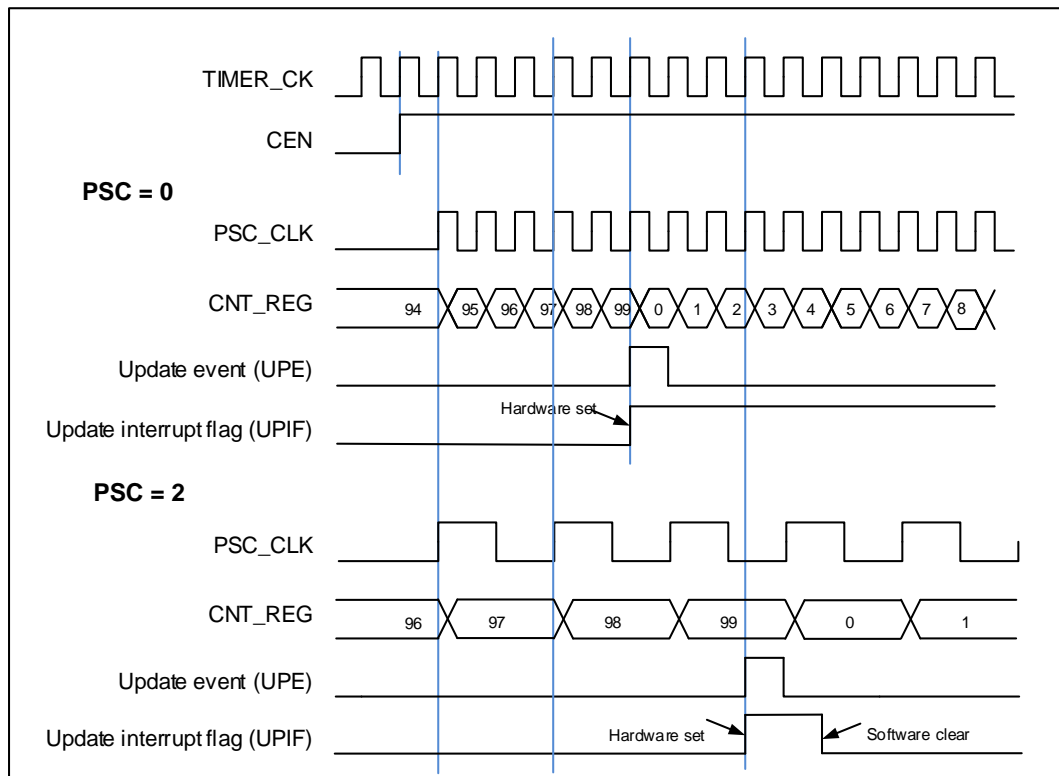 TIMER_CK
CEN
PSC = 0
PSC_CLK
CNT_REG 94 95 96 97 98 99 0 1 2 3 4 5 6 7 8
Update event (UPE)
Hardware set
Update interrupt flag (UPIF)
PSC = 2
PSC_CLK
CNT_REG 96 97 98 99 0 1
Update event (UPE)
Update interrupt flag (UPIF) Hardware set Software clear